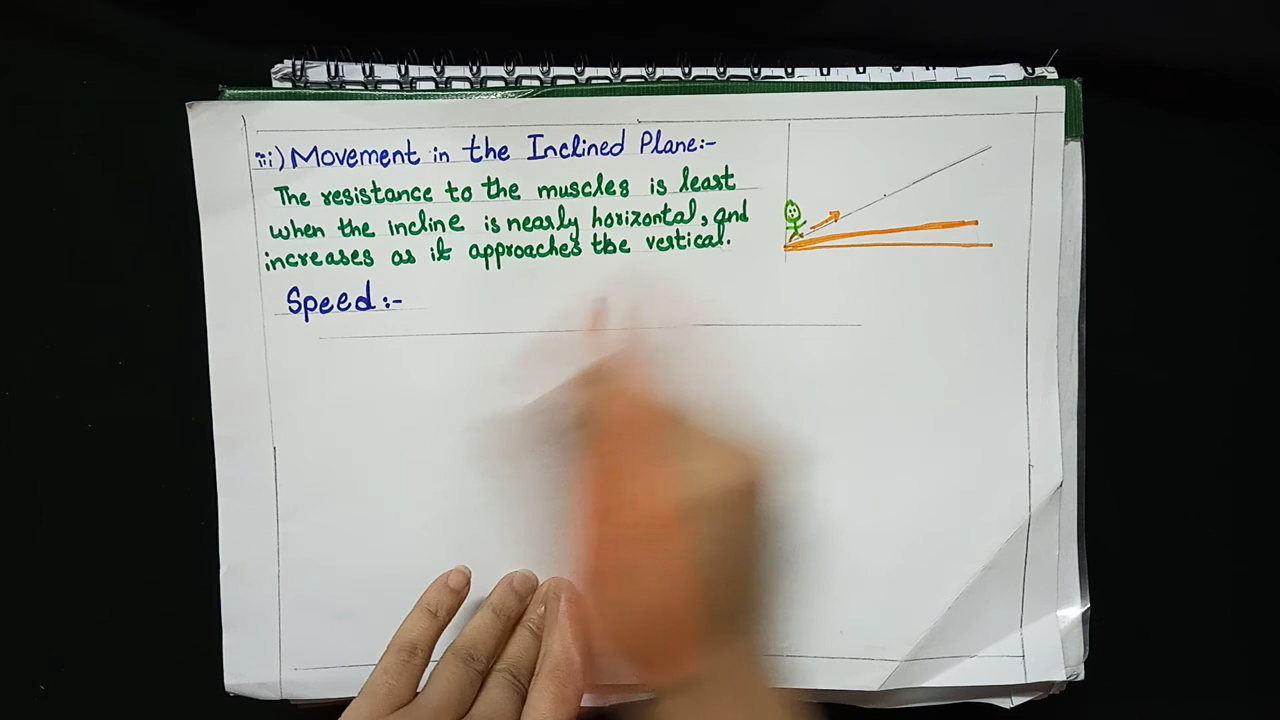 iii) Movement in the Inclined Plane:-
The resistance to the muscles is least
when the incline is nearly horizontal, and
increases as it approaches the vertical.
Speed:-